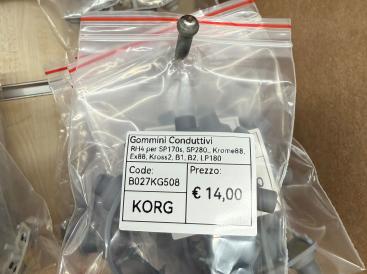 Gommini Conduttivi
RH4 per SP170s, SP280, Krome88,
Ex88, Kross2, B1, B2, LP180
Code:
B027KG508
Prezzo:
€ 14,00
KORG